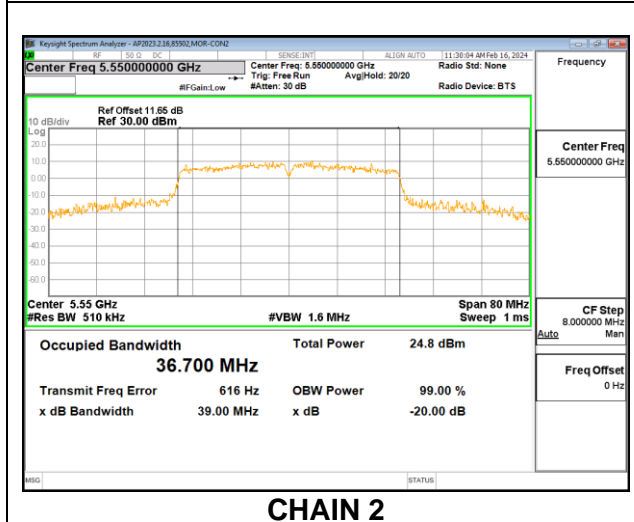 Keysight Spectrum Analyzer - AP2023.2.16,85502,MOR-CON2
RF 50 Ω DC SENSE:INT ALIGN AUTO 11:30:04 AM Feb 16, 2024
Center Freq 5.550000000 GHz
Center Freq: 5.550000000 GHz Radio Std: None
Trig: Free Run Avg|Hold: 20/20
#IFGain:Low #Atten: 30 dB Radio Device: BTS
Frequency
Ref Offset 11.65 dB
10 dB/div Ref 30.00 dBm
Log
20.0
10.0
0.00
-10.0
-20.0
-30.0
-40.0
-50.0
-60.0
Center 5.55 GHz Span 80 MHz
#Res BW 510 kHz #VBW 1.6 MHz Sweep 1 ms
Center Freq
5.550000000 GHz
CF Step
8.000000 MHz
Auto Man
Freq Offset
0 Hz
Occupied Bandwidth Total Power 24.8 dBm
36.700 MHz
Transmit Freq Error 616 Hz OBW Power 99.00 %
x dB Bandwidth 39.00 MHz x dB -20.00 dB
MSG STATUS
CHAIN 2